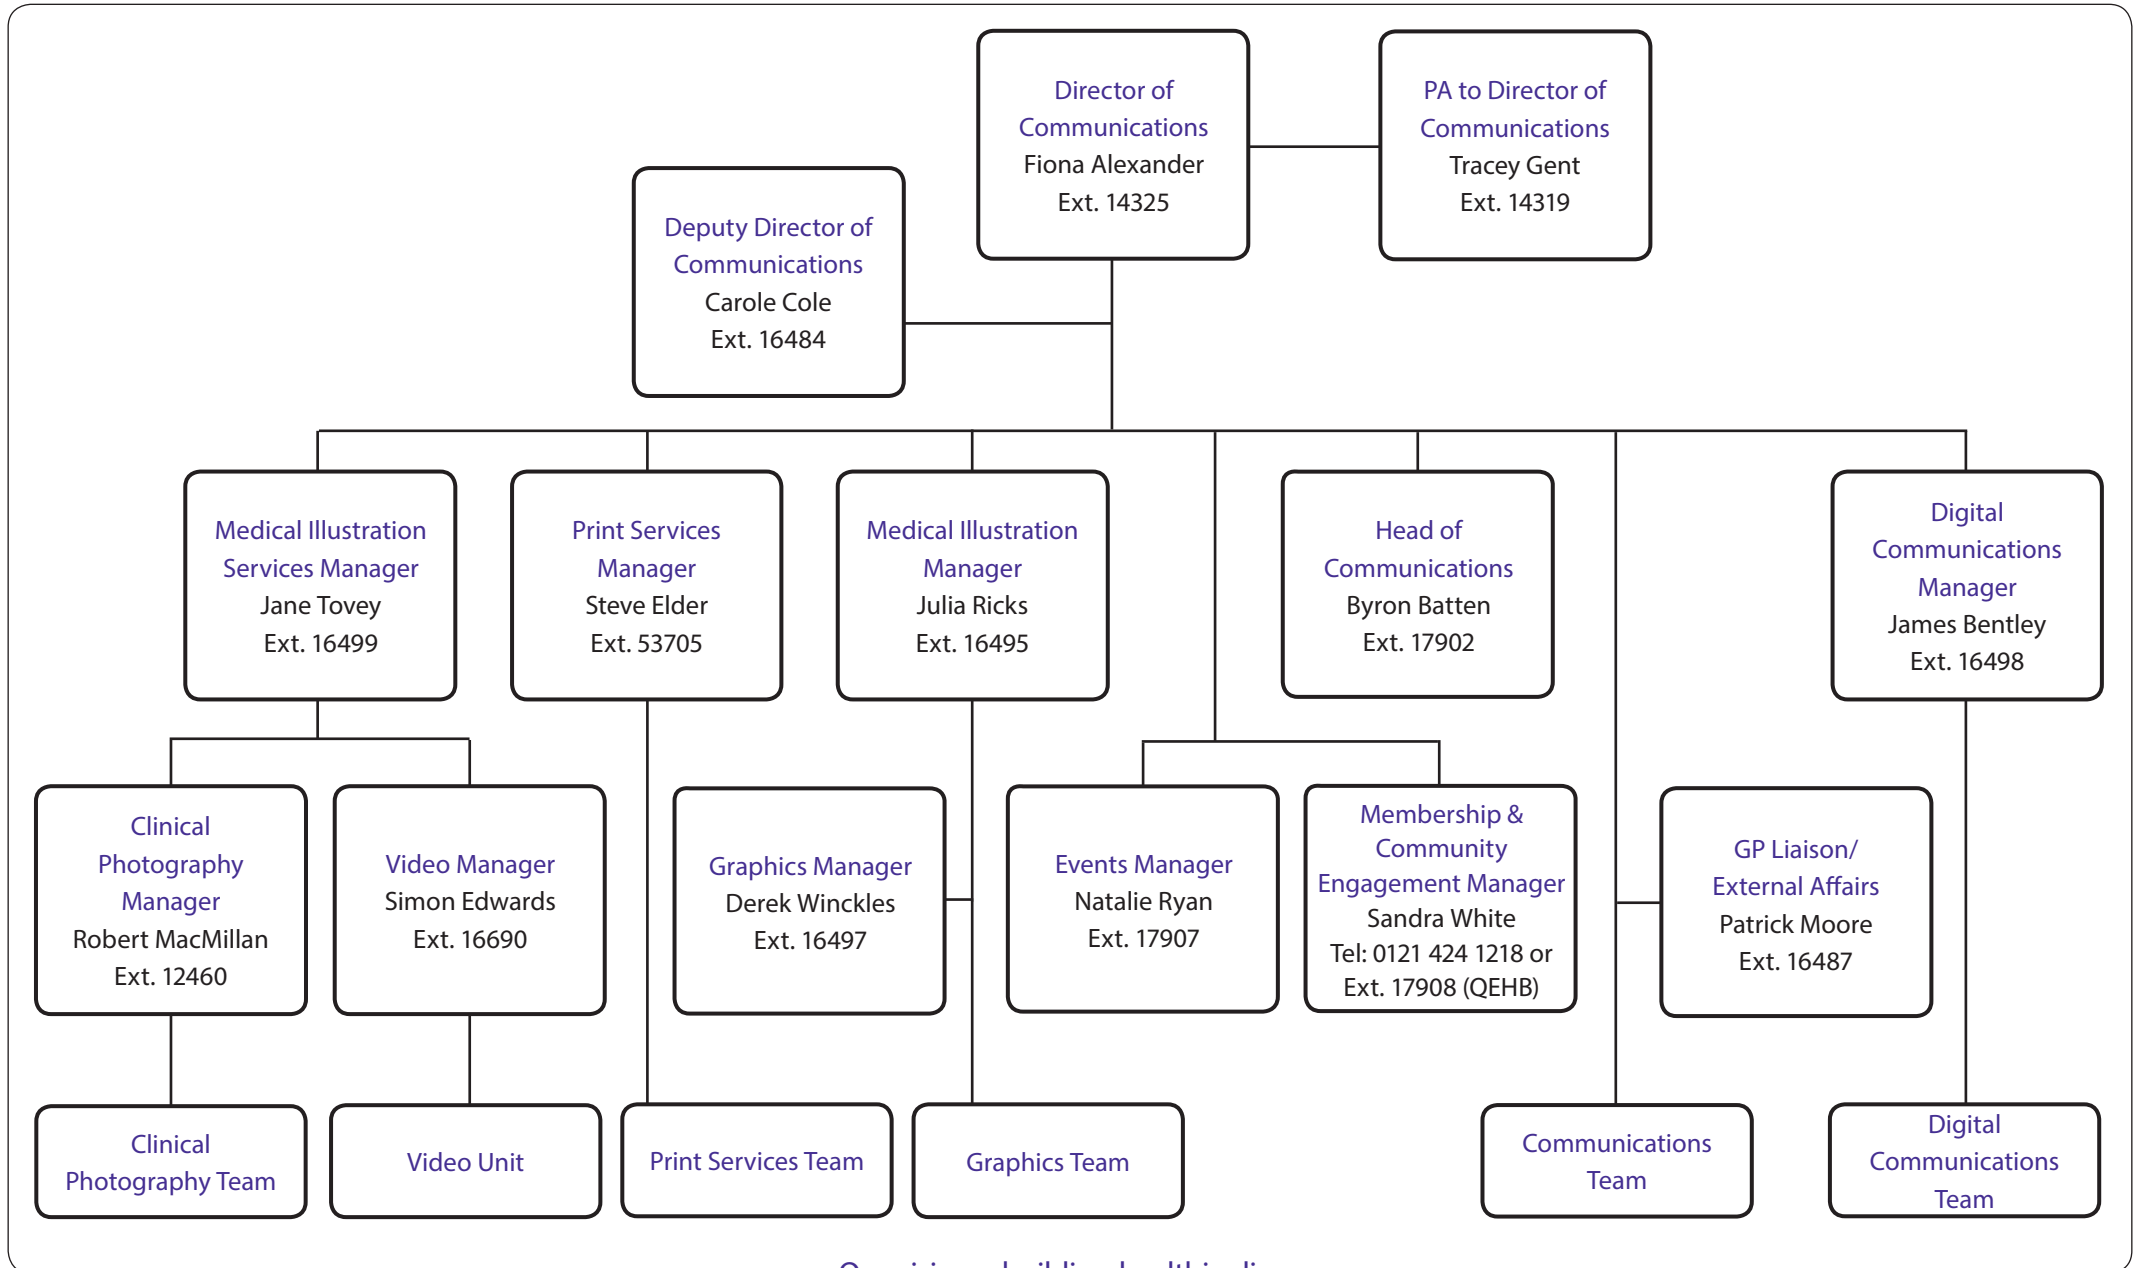 Director of
Communications
Fiona Alexander
Ext. 14325
PA to Director of
Communications
Tracey Gent
Ext. 14319
Deputy Director of
Communications
Carole Cole
Ext. 16484
Medical Illustration
Services Manager
Jane Tovey
Ext. 16499
Print Services
Manager
Steve Elder
Ext. 53705
Medical Illustration
Manager
Julia Ricks
Ext. 16495
Head of
Communications
Byron Batten
Ext. 17902
Digital
Communications
Manager
James Bentley
Ext. 16498
Clinical
Photography
Manager
Robert MacMillan
Ext. 12460
Video Manager
Simon Edwards
Ext. 16690
Graphics Manager
Derek Winckles
Ext. 16497
Events Manager
Natalie Ryan
Ext. 17907
Membership &
Community
Engagement Manager
Sandra White
Tel: 0121 424 1218 or
Ext. 17908 (QEHB)
GP Liaison/
External Affairs
Patrick Moore
Ext. 16487
Clinical
Photography Team
Video Unit
Print Services Team
Graphics Team
Communications
Team
Digital
Communications
Team